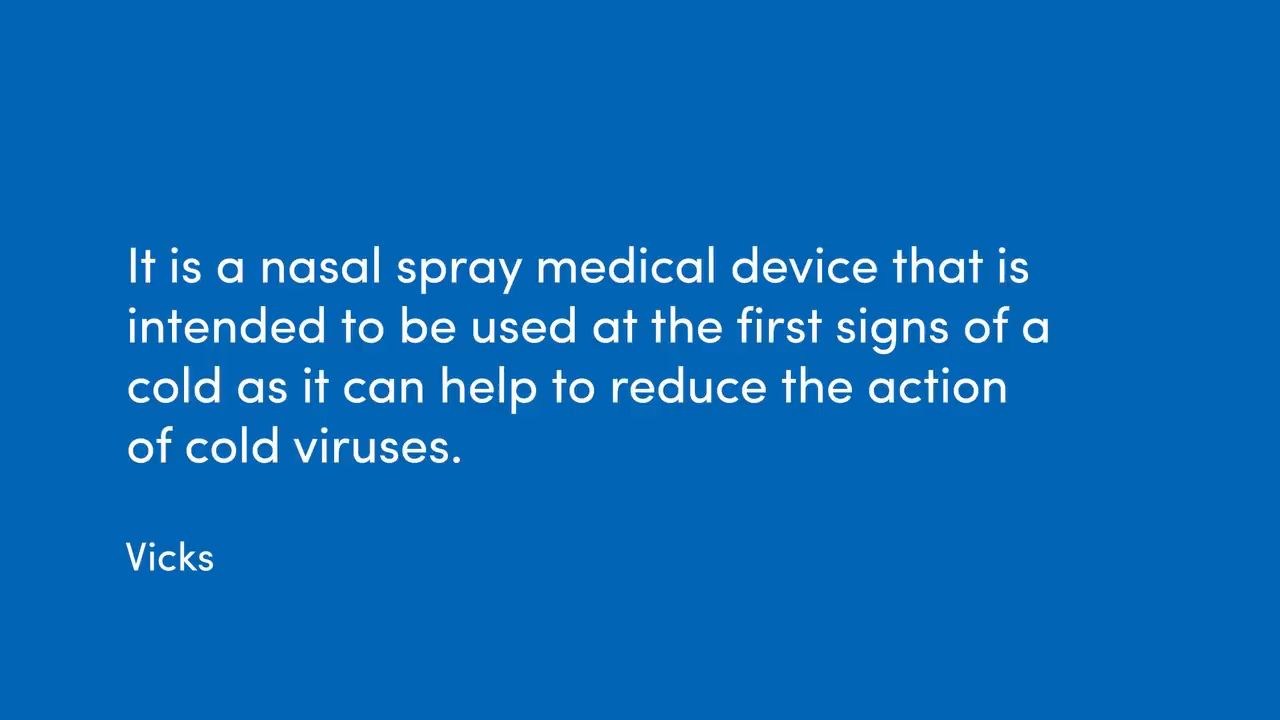 It is a nasal spray medical device that is
intended to be used at the first signs of a
cold as it can help to reduce the action
of cold viruses.
Vicks